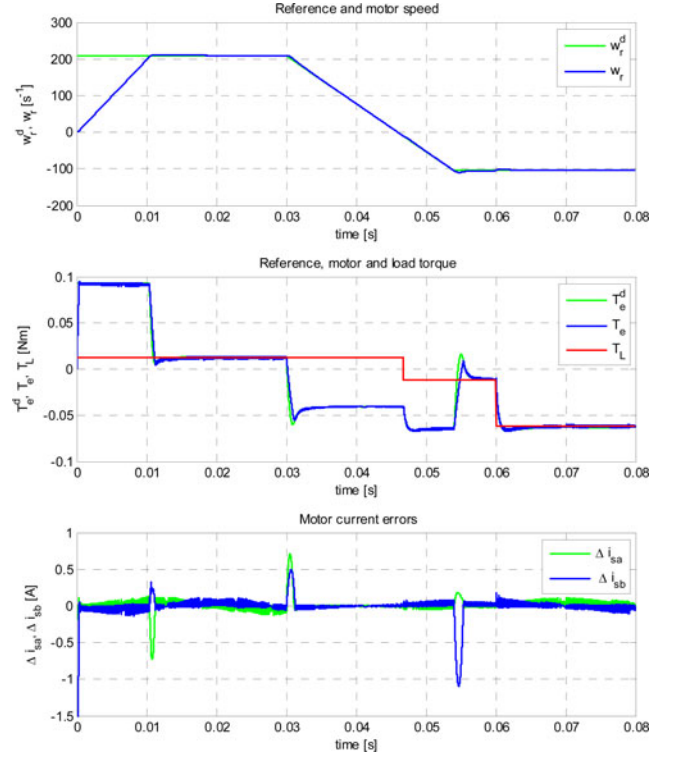 Reference and motor speed
300
200
100
0
-100
-200
w_r^d, w_r [s^-1]
w_r^d
w_r
0 0.01 0.02 0.03 0.04 0.05 0.06 0.07 0.08
time [s]
Reference, motor and load torque
0.1
0.05
0
-0.05
-0.1
T_e^d, T_e, T_L [Nm]
T_e^d
T_e
T_L
0 0.01 0.02 0.03 0.04 0.05 0.06 0.07 0.08
time [s]
Motor current errors
1
0.5
0
-0.5
-1
-1.5
Δ i_sa, Δ i_sb [A]
Δ i_sa
Δ i_sb
0 0.01 0.02 0.03 0.04 0.05 0.06 0.07 0.08
time [s]